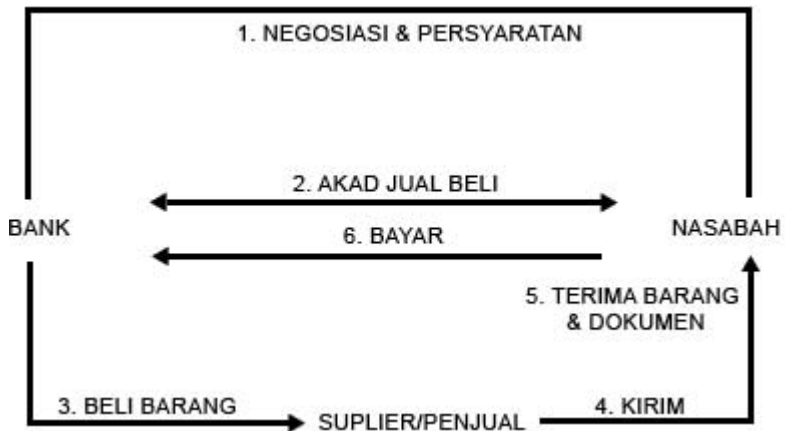 1. NEGOSIASI & PERSYARATAN
2. AKAD JUAL BELI
BANK
NASABAH
6. BAYAR
5. TERIMA BARANG
& DOKUMEN
3. BELI BARANG
SUPLIER/PENJUAL
4. KIRIM